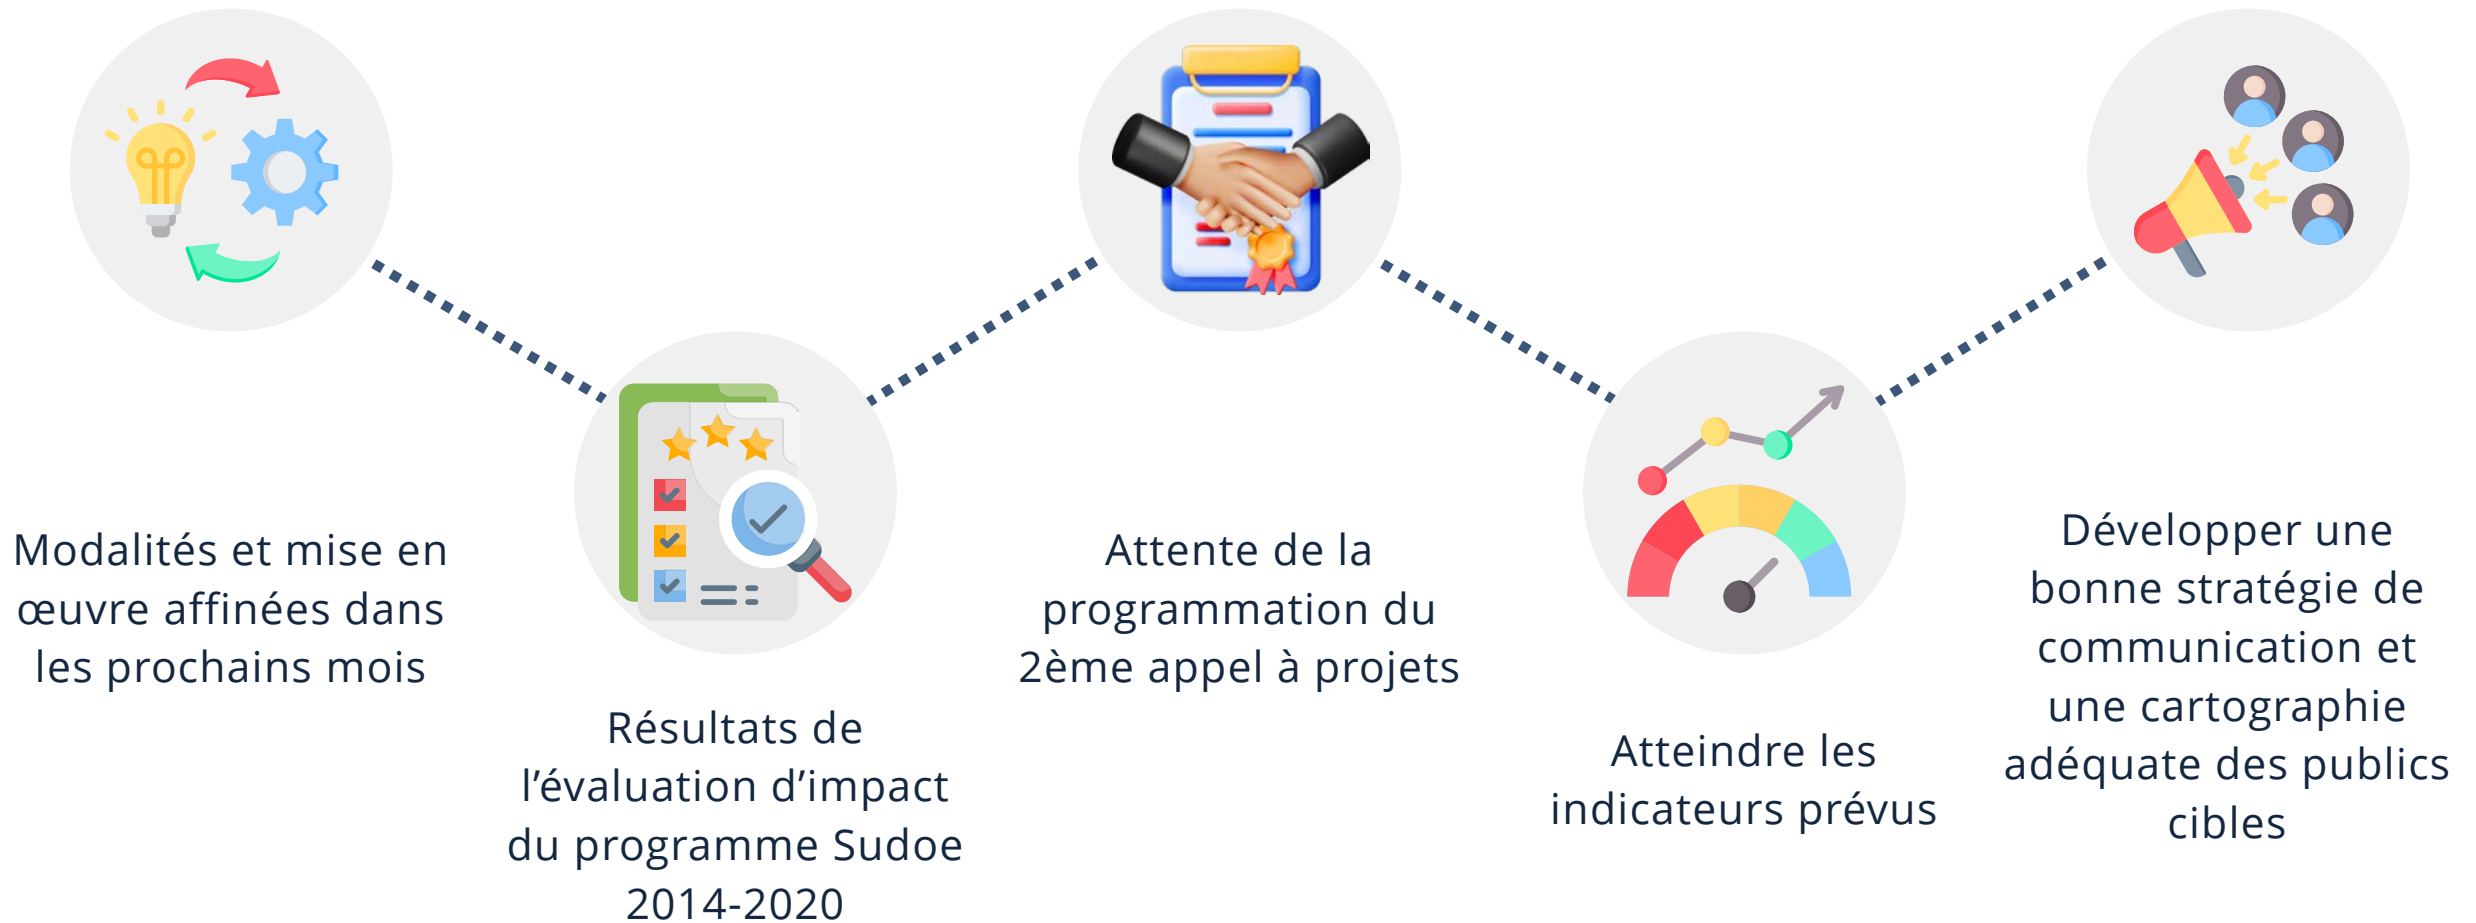 Modalités et mise en
œuvre affinées dans
les prochains mois
Résultats de
l’évaluation d’impact
du programme Sudoe
2014-2020
Attente de la
programmation du
2ème appel à projets
Atteindre les
indicateurs prévus
Développer une
bonne stratégie de
communication et
une cartographie
adéquate des publics
cibles